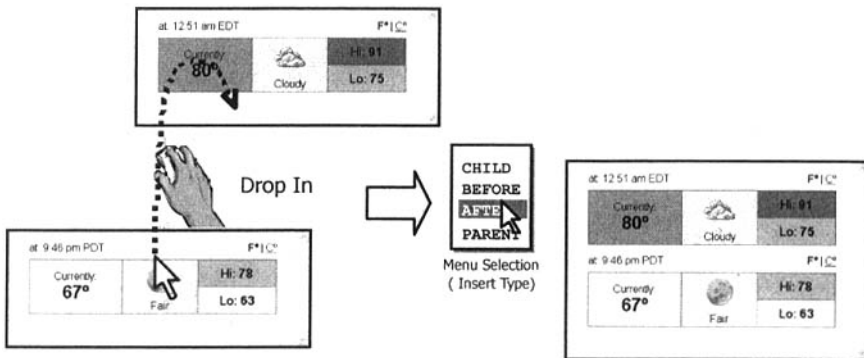 at 12:51 am EDT F°|C°
Currently:
80°
Cloudy
Hi: 91
Lo: 75
Drop In
at 9:46 pm PDT F°|C°
Currently:
67°
Fair
Hi: 78
Lo: 63
CHILD
BEFORE
AFTE
PARENT
Menu Selection
( Insert Type)
at 12:51 am EDT F°|C°
Currently:
80°
Cloudy
Hi: 91
Lo: 75
at 9:46 pm PDT F°|C°
Currently
67°
Fair
Hi: 78
Lo: 63